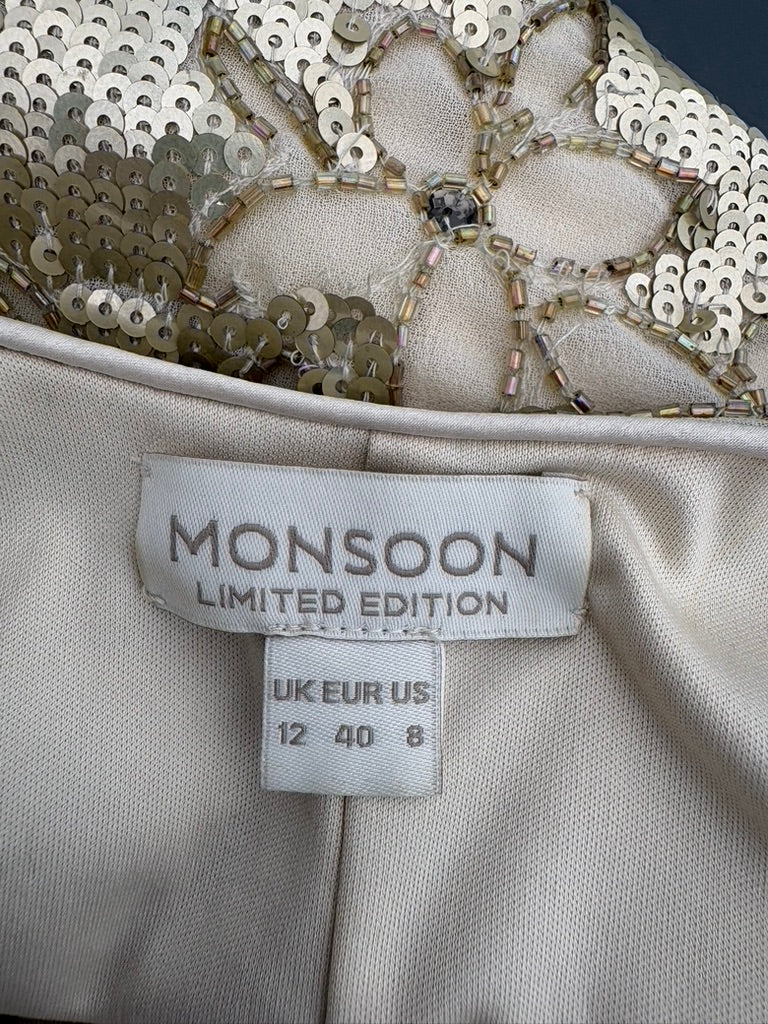 MONSOON
LIMITED EDITION
UK EUR US
12 40 8